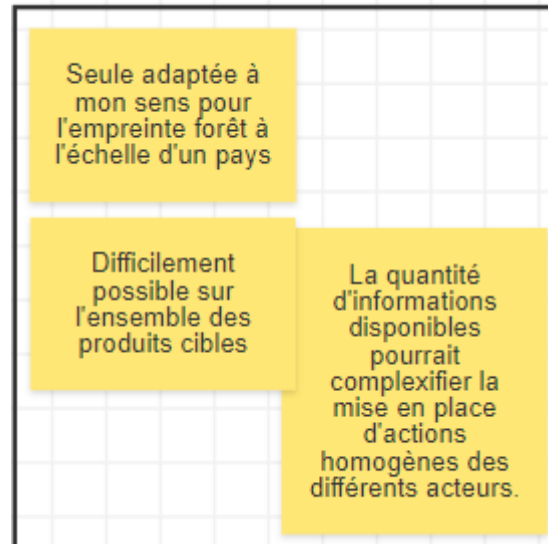 Seule adaptée à
mon sens pour
l'empreinte forêt à
l'échelle d'un pays
Difficilement
possible sur
l'ensemble des
produits cibles
La quantité
d'informations
disponibles
pourrait
complexifier la
mise en place
d'actions
homogènes des
différents acteurs.